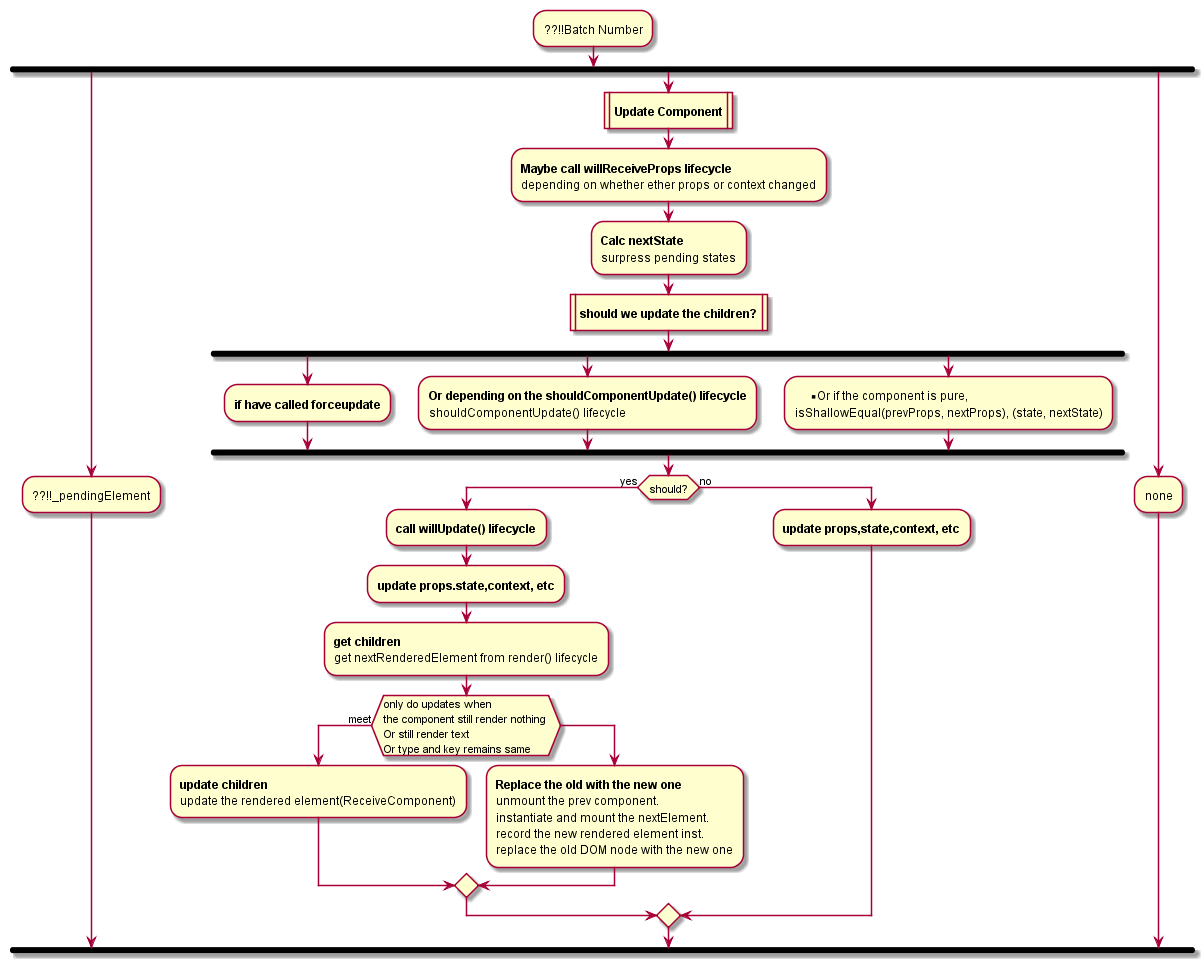 ??!!Batch Number
Update Component
Maybe call willReceiveProps lifecycle
depending on whether ether props or context changed
Calc nextState
surpress pending states
should we update the children?
if have called forceupdate
Or depending on the shouldComponentUpdate() lifecycle
shouldComponentUpdate() lifecycle
Or if the component is pure,
isShallowEqual(prevProps, nextProps), (state, nextState)
??!!_pendingElement
none
yes
should?
no
call willUpdate() lifecycle
update props,state,context, etc
update props.state,context, etc
get children
get nextRenderedElement from render() lifecycle
meet
only do updates when
the component still render nothing
Or still render text
Or type and key remains same
update children
update the rendered element(ReceiveComponent)
Replace the old with the new one
unmount the prev component.
instantiate and mount the nextElement.
record the new rendered element inst.
replace the old DOM node with the new one